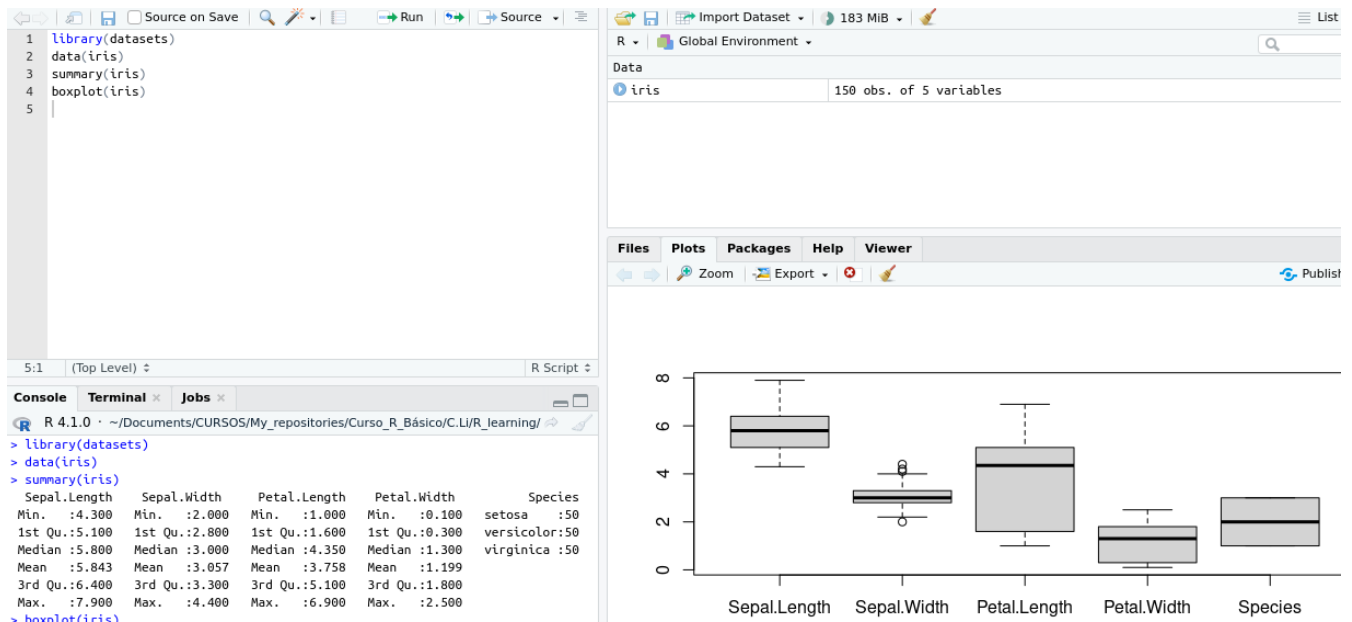 Source on Save Run Source
1 library(datasets)
2 data(iris)
3 summary(iris)
4 boxplot(iris)
5
5:1 (Top Level) R Script
Console Terminal Jobs
R 4.1.0 · ~/Documents/CURSOS/My_repositories/Curso_R_Básico/C.Li/R_learning/
> library(datasets)
> data(iris)
> summary(iris)
Sepal.Length Sepal.Width Petal.Length Petal.Width Species
Min. :4.300 Min. :2.000 Min. :1.000 Min. :0.100 setosa :50
1st Qu.:5.100 1st Qu.:2.800 1st Qu.:1.600 1st Qu.:0.300 versicolor:50
Median :5.800 Median :3.000 Median :4.350 Median :1.300 virginica :50
Mean :5.843 Mean :3.057 Mean :3.758 Mean :1.199
3rd Qu.:6.400 3rd Qu.:3.300 3rd Qu.:5.100 3rd Qu.:1.800
Max. :7.900 Max. :4.400 Max. :6.900 Max. :2.500
> boxplot(iris)
Import Dataset 183 MiB List
R Global Environment
Data
iris 150 obs. of 5 variables
Files Plots Packages Help Viewer
Zoom Export Publish
8
6
4
2
0
Sepal.Length Sepal.Width Petal.Length Petal.Width Species